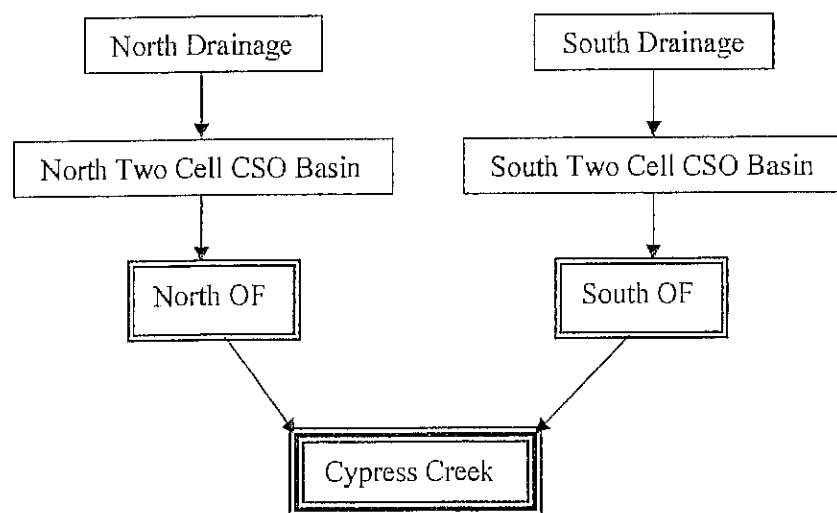 North Drainage
South Drainage
North Two Cell CSO Basin
South Two Cell CSO Basin
North OF
South OF
Cypress Creek